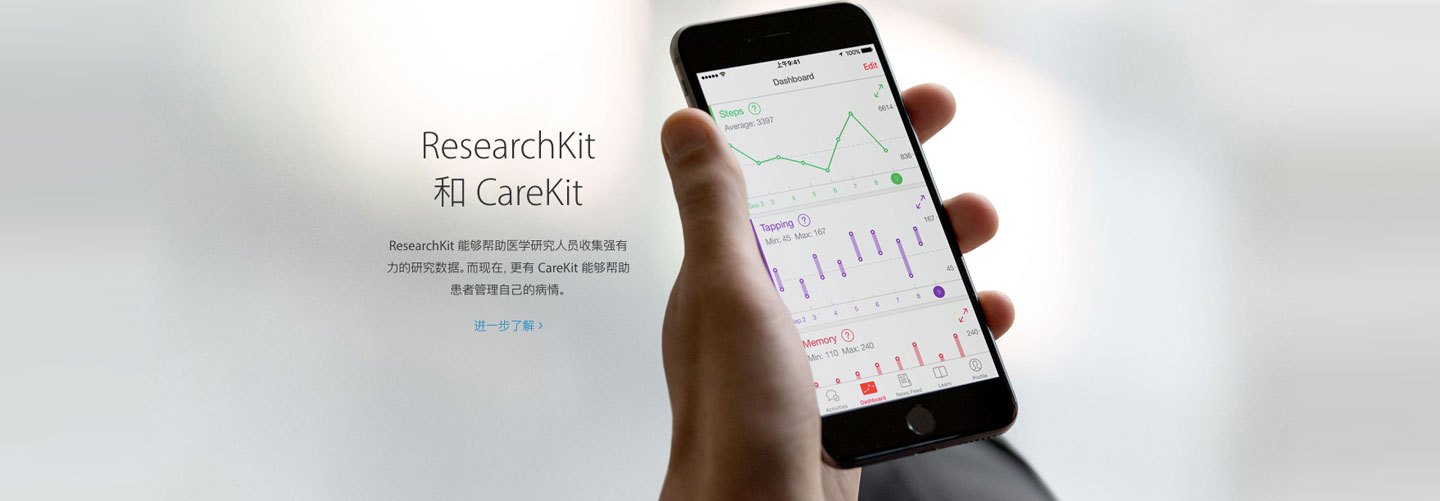 ResearchKit
和 CareKit
ResearchKit 能够帮助医学研究人员收集强有
力的研究数据。而现在, 更有 CareKit 能够帮助
患者管理自己的病情。
进一步了解 ›
上午9:41
100%
Dashboard
Edit
Steps ?
Average: 3397
6614
836
Sep 2 3 4 5 6 7 8 9
Tapping ?
Min: 45 Max: 167
167
45
Sep 2 3 4 5 6 7 8 9
Memory ?
Min: 110 Max: 240
240
Activities Dashboard News Feed Learn Profile